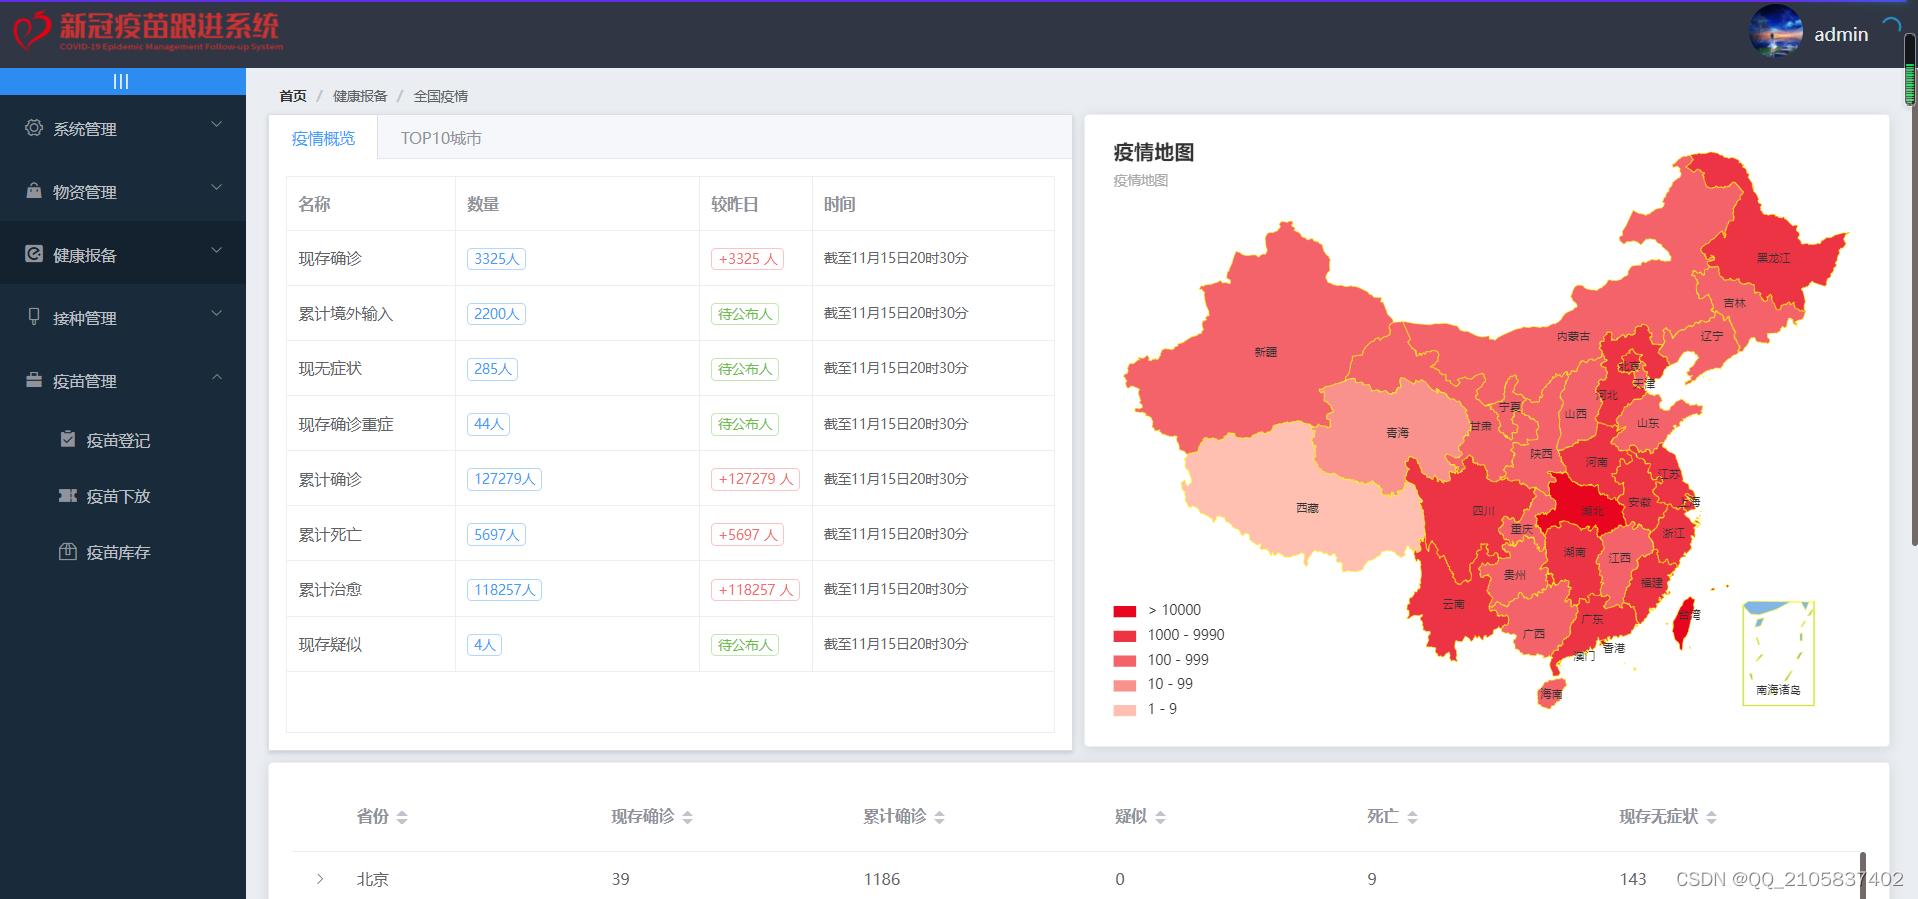 新冠疫苗跟进系统
COVID-19 Epidemic Management Follow-up System
admin
系统管理
物资管理
健康报备
接种管理
疫苗管理
疫苗登记
疫苗下放
疫苗库存
首页 / 健康报备 / 全国疫情
疫情概览 TOP10城市
名称 数量 较昨日 时间
现存确诊 3325人 +3325 人 截至11月15日20时30分
累计境外输入 2200人 待公布人 截至11月15日20时30分
现无症状 285人 待公布人 截至11月15日20时30分
现存确诊重症 44人 待公布人 截至11月15日20时30分
累计确诊 127279人 +127279 人 截至11月15日20时30分
累计死亡 5697人 +5697 人 截至11月15日20时30分
累计治愈 118257人 +118257 人 截至11月15日20时30分
现存疑似 4人 待公布人 截至11月15日20时30分
疫情地图
疫情地图
黑龙江
吉林
辽宁
内蒙古
新疆
北京
天津
河北
宁夏
山西
山东
甘肃
青海
陕西
河南
江苏
西藏
四川
湖北
安徽
上海
重庆
浙江
湖南
江西
贵州
福建
云南
广东
台湾
广西
香港
澳门
海南
南海诸岛
> 10000
1000 - 9990
100 - 999
10 - 99
1 - 9
省份 现存确诊 累计确诊 疑似 死亡 现存无症状
北京 39 1186 0 9 143
CSDN @QQ_2105837402